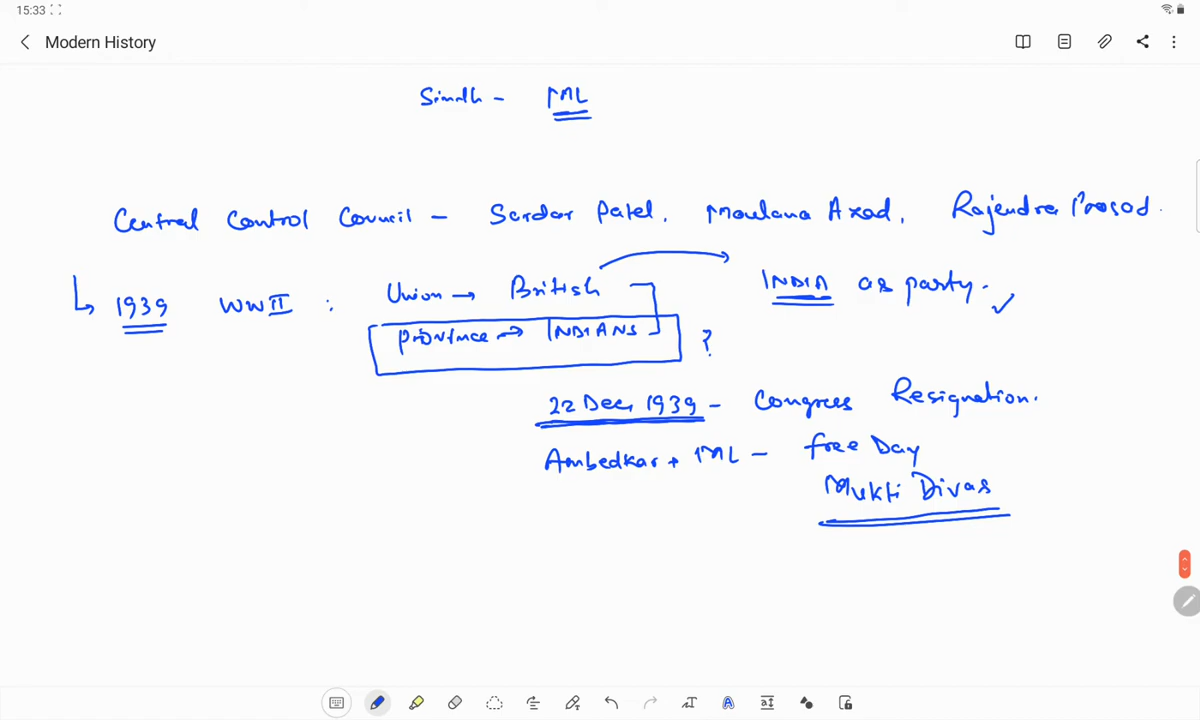 15:33
Modern History
Sindh - ML
Central Control Council - Sardar Patel, Maulana Azad, Rajendra Prasad.
1939 WW II : Union → British INDIA as party. ✓
Province → INDIANS ?
22 Dec, 1939 - Congress Resignation.
Ambedkar + ML - free Day
Mukti Divas